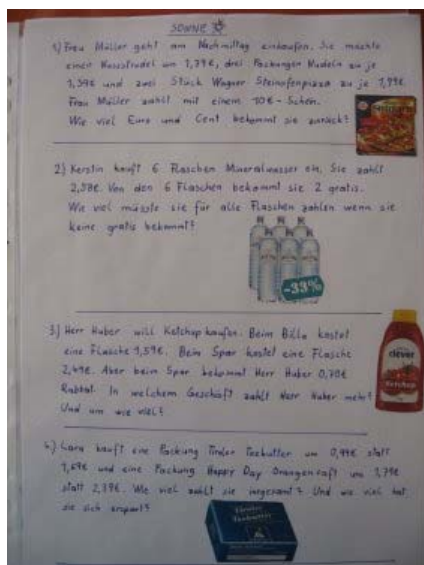 SONNE
1.) Frau Müller geht am Nachmittag einkaufen. Sie möchte
einen Nussstrudel um 1,79€, drei Packungen Nudeln zu je
1,59€ und zwei Stück Wagner Steinofenpizza zu je 1,99€.
Frau Müller zahlt mit einem 10€-Schein.
Wie viel Euro und Cent bekommt sie zurück?
2.) Kerstin kauft 6 Flaschen Mineralwasser ein. Sie zahlt
2,58€. Von den 6 Flaschen bekommt sie 2 gratis.
Wie viel müsste sie für alle Flaschen zahlen wenn sie
keine gratis bekommt?
-33%
3.) Herr Huber will Ketchup kaufen. Beim Billa kostet
eine Flasche 1,59€. Beim Spar kostet eine Flasche
2,49€. Aber beim Spar bekommt Herr Huber 0,70€
Rabbat. In welchem Geschäft zahlt Herr Huber mehr?
Und um wie viel?
clever
Ketchup
4.) Lara kauft eine Packung Tiroler Teebutter um 0,99€ statt
1,69€ und eine Packung Happy Day Orangensaft um 1,79€
statt 2,39€. Wie viel zahlt sie insgesamt? Und wie viel hat
sie sich erspart?
Tiroler
Teebutter